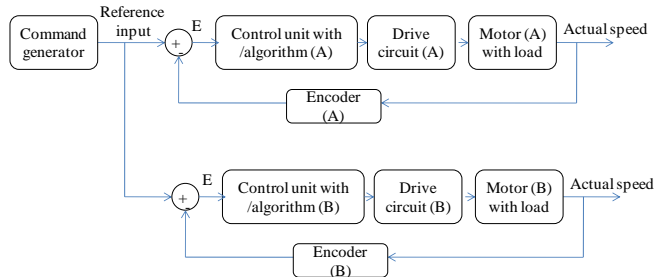 Command
generator
Reference
input
+
-
E
Control unit with
/algorithm (A)
Drive
circuit (A)
Motor (A)
with load
Actual speed
Encoder
(A)
+
-
E
Control unit with
/algorithm (B)
Drive
circuit (B)
Motor (B)
with load
Actual speed
Encoder
(B)